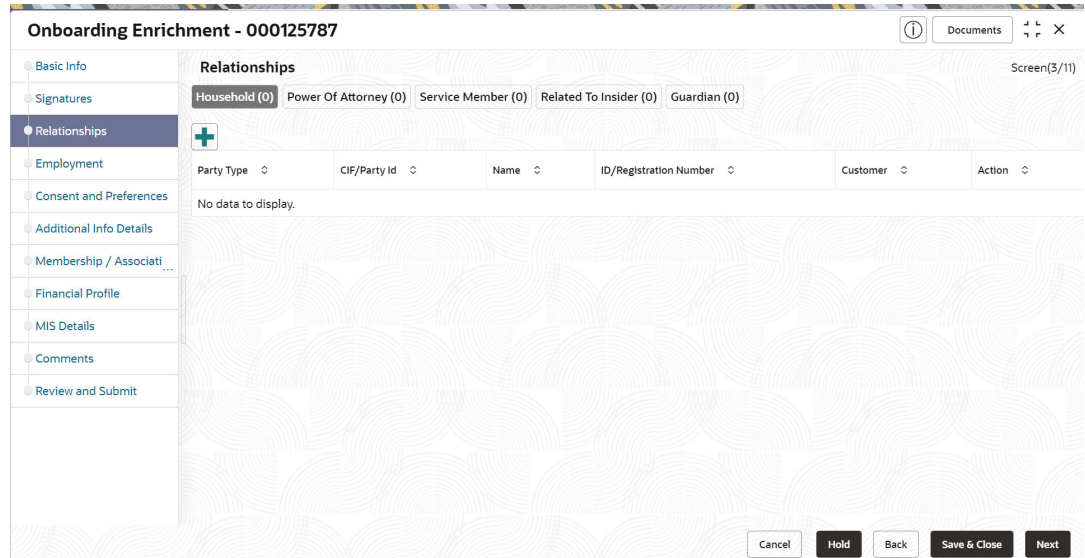 Onboarding Enrichment - 000125787
Documents
Basic Info
Signatures
Relationships
Employment
Consent and Preferences
Additional Info Details
Membership / Associati...
Financial Profile
MIS Details
Comments
Review and Submit
Relationships
Screen(3/11)
Household (0) Power Of Attorney (0) Service Member (0) Related To Insider (0) Guardian (0)
Party Type CIF/Party Id Name ID/Registration Number Customer Action
No data to display.
Cancel Hold Back Save & Close Next